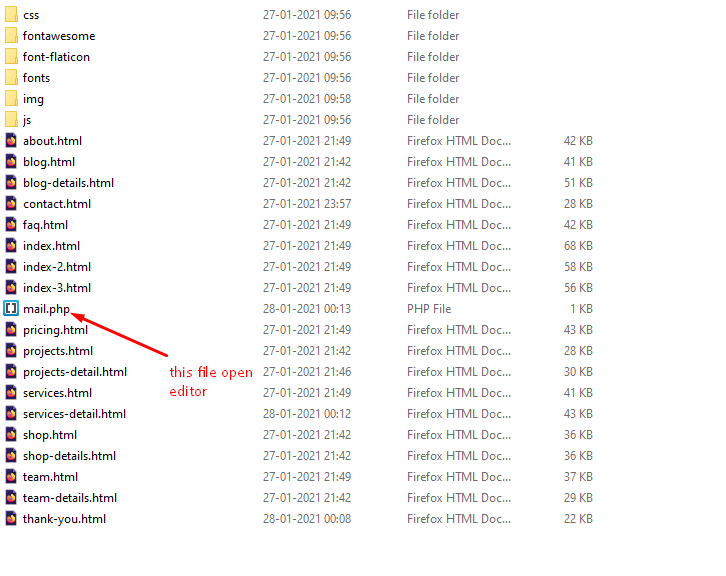 css 27-01-2021 09:56 File folder
fontawesome 27-01-2021 09:56 File folder
font-flaticon 27-01-2021 09:56 File folder
fonts 27-01-2021 09:56 File folder
img 27-01-2021 09:58 File folder
js 27-01-2021 09:56 File folder
about.html 27-01-2021 21:49 Firefox HTML Doc... 42 KB
blog.html 27-01-2021 21:42 Firefox HTML Doc... 41 KB
blog-details.html 27-01-2021 21:42 Firefox HTML Doc... 51 KB
contact.html 27-01-2021 23:57 Firefox HTML Doc... 28 KB
faq.html 27-01-2021 21:49 Firefox HTML Doc... 42 KB
index.html 27-01-2021 21:49 Firefox HTML Doc... 68 KB
index-2.html 27-01-2021 21:49 Firefox HTML Doc... 58 KB
index-3.html 27-01-2021 21:49 Firefox HTML Doc... 56 KB
mail.php 28-01-2021 00:13 PHP File 1 KB
pricing.html 27-01-2021 21:49 Firefox HTML Doc... 43 KB
projects.html 27-01-2021 21:42 Firefox HTML Doc... 28 KB
projects-detail.html 27-01-2021 21:46 Firefox HTML Doc... 30 KB
this file open
editor
services.html 27-01-2021 21:49 Firefox HTML Doc... 41 KB
services-detail.html 28-01-2021 00:12 Firefox HTML Doc... 43 KB
shop.html 27-01-2021 21:42 Firefox HTML Doc... 36 KB
shop-details.html 27-01-2021 21:42 Firefox HTML Doc... 36 KB
team.html 27-01-2021 21:49 Firefox HTML Doc... 37 KB
team-details.html 27-01-2021 21:42 Firefox HTML Doc... 29 KB
thank-you.html 28-01-2021 00:08 Firefox HTML Doc... 22 KB